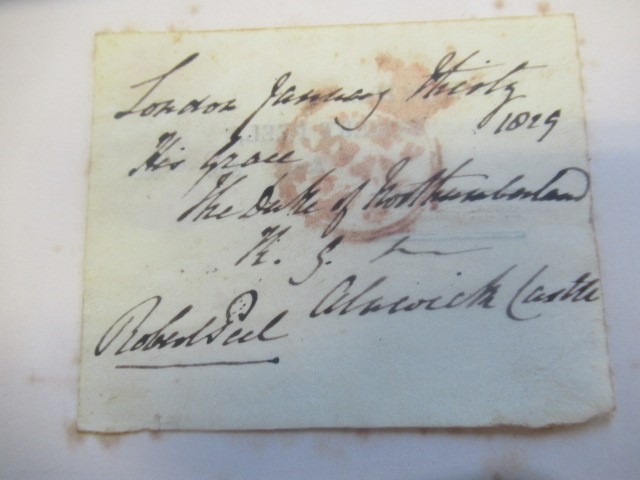 London January thirty
1829
His Grace
The Duke of Northumberland
K. G.
Alnwick Castle
Robert Peel